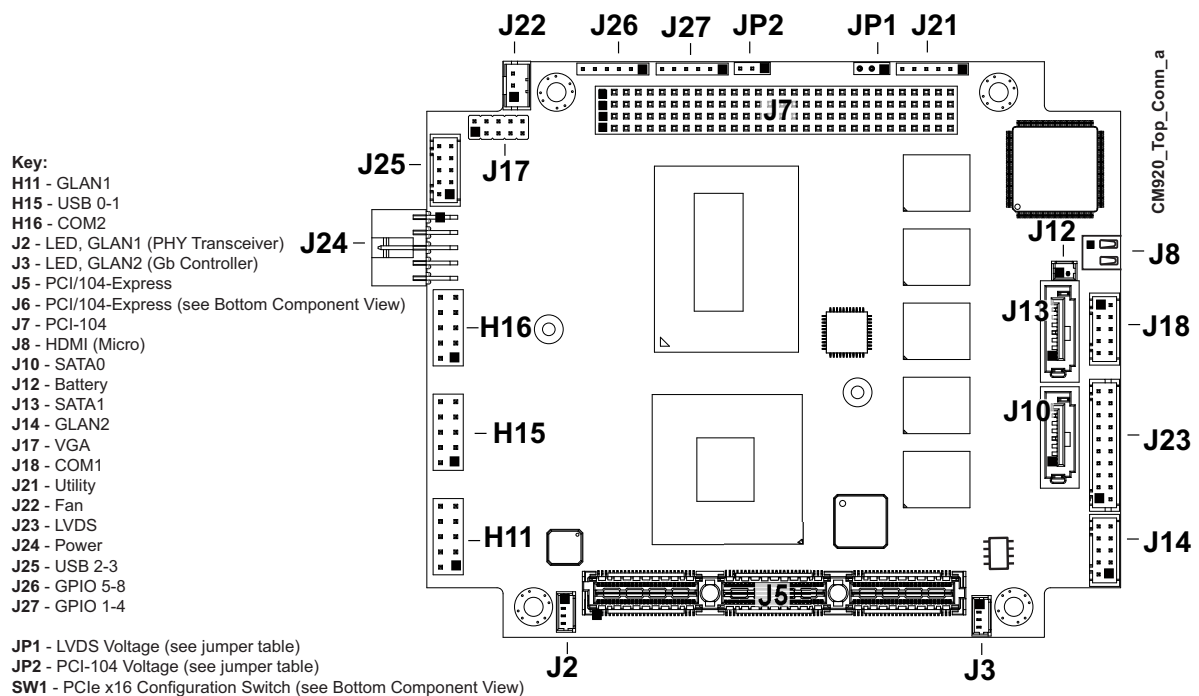 J22
J26
J27
JP2
JP1
J21
CM920_Top_Conn_a
J7
J25
J17
J24
J12
J8
J13
J18
H16
J10
H15
J23
H11
J14
J5
J2
J3
Key:
H11 - GLAN1
H15 - USB 0-1
H16 - COM2
J2 - LED, GLAN1 (PHY Transceiver)
J3 - LED, GLAN2 (Gb Controller)
J5 - PCI/104-Express
J6 - PCI/104-Express (see Bottom Component View)
J7 - PCI-104
J8 - HDMI (Micro)
J10 - SATA0
J12 - Battery
J13 - SATA1
J14 - GLAN2
J17 - VGA
J18 - COM1
J21 - Utility
J22 - Fan
J23 - LVDS
J24 - Power
J25 - USB 2-3
J26 - GPIO 5-8
J27 - GPIO 1-4
JP1 - LVDS Voltage (see jumper table)
JP2 - PCI-104 Voltage (see jumper table)
SW1 - PCIe x16 Configuration Switch (see Bottom Component View)